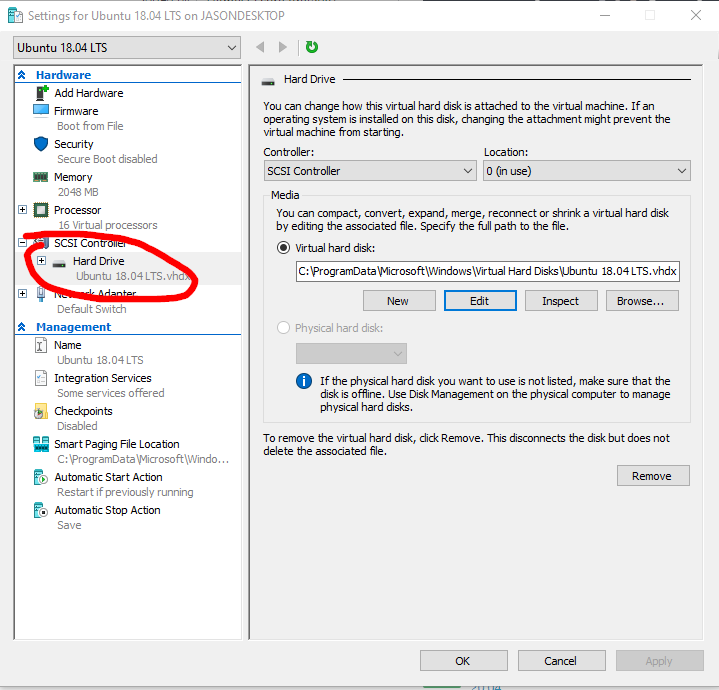 Settings for Ubuntu 18.04 LTS on JASONDESKTOP
Ubuntu 18.04 LTS
Hardware
Add Hardware
Firmware
Boot from File
Security
Secure Boot disabled
Memory
2048 MB
Processor
16 Virtual processors
SCSI Controller
Hard Drive
Ubuntu 18.04 LTS.vhdx
Network Adapter
Default Switch
Management
Name
Ubuntu 18.04 LTS
Integration Services
Some services offered
Checkpoints
Disabled
Smart Paging File Location
C:\ProgramData\Microsoft\Windo...
Automatic Start Action
Restart if previously running
Automatic Stop Action
Save
Hard Drive
You can change how this virtual hard disk is attached to the virtual machine. If an
operating system is installed on this disk, changing the attachment might prevent the
virtual machine from starting.
Controller:
Location:
SCSI Controller
0 (in use)
Media
You can compact, convert, expand, merge, reconnect or shrink a virtual hard disk
by editing the associated file. Specify the full path to the file.
Virtual hard disk:
C:\ProgramData\Microsoft\Windows\Virtual Hard Disks\Ubuntu 18.04 LTS.vhdx
New
Edit
Inspect
Browse...
Physical hard disk:
If the physical hard disk you want to use is not listed, make sure that the
disk is offline. Use Disk Management on the physical computer to manage
physical hard disks.
To remove the virtual hard disk, click Remove. This disconnects the disk but does not
delete the associated file.
Remove
OK
Cancel
Apply